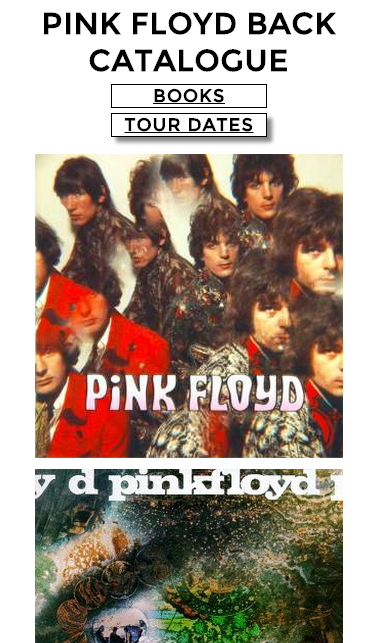 PINK FLOYD BACK
CATALOGUE
BOOKS
TOUR DATES
PiNK FLOYD
y d pinkfloyd p